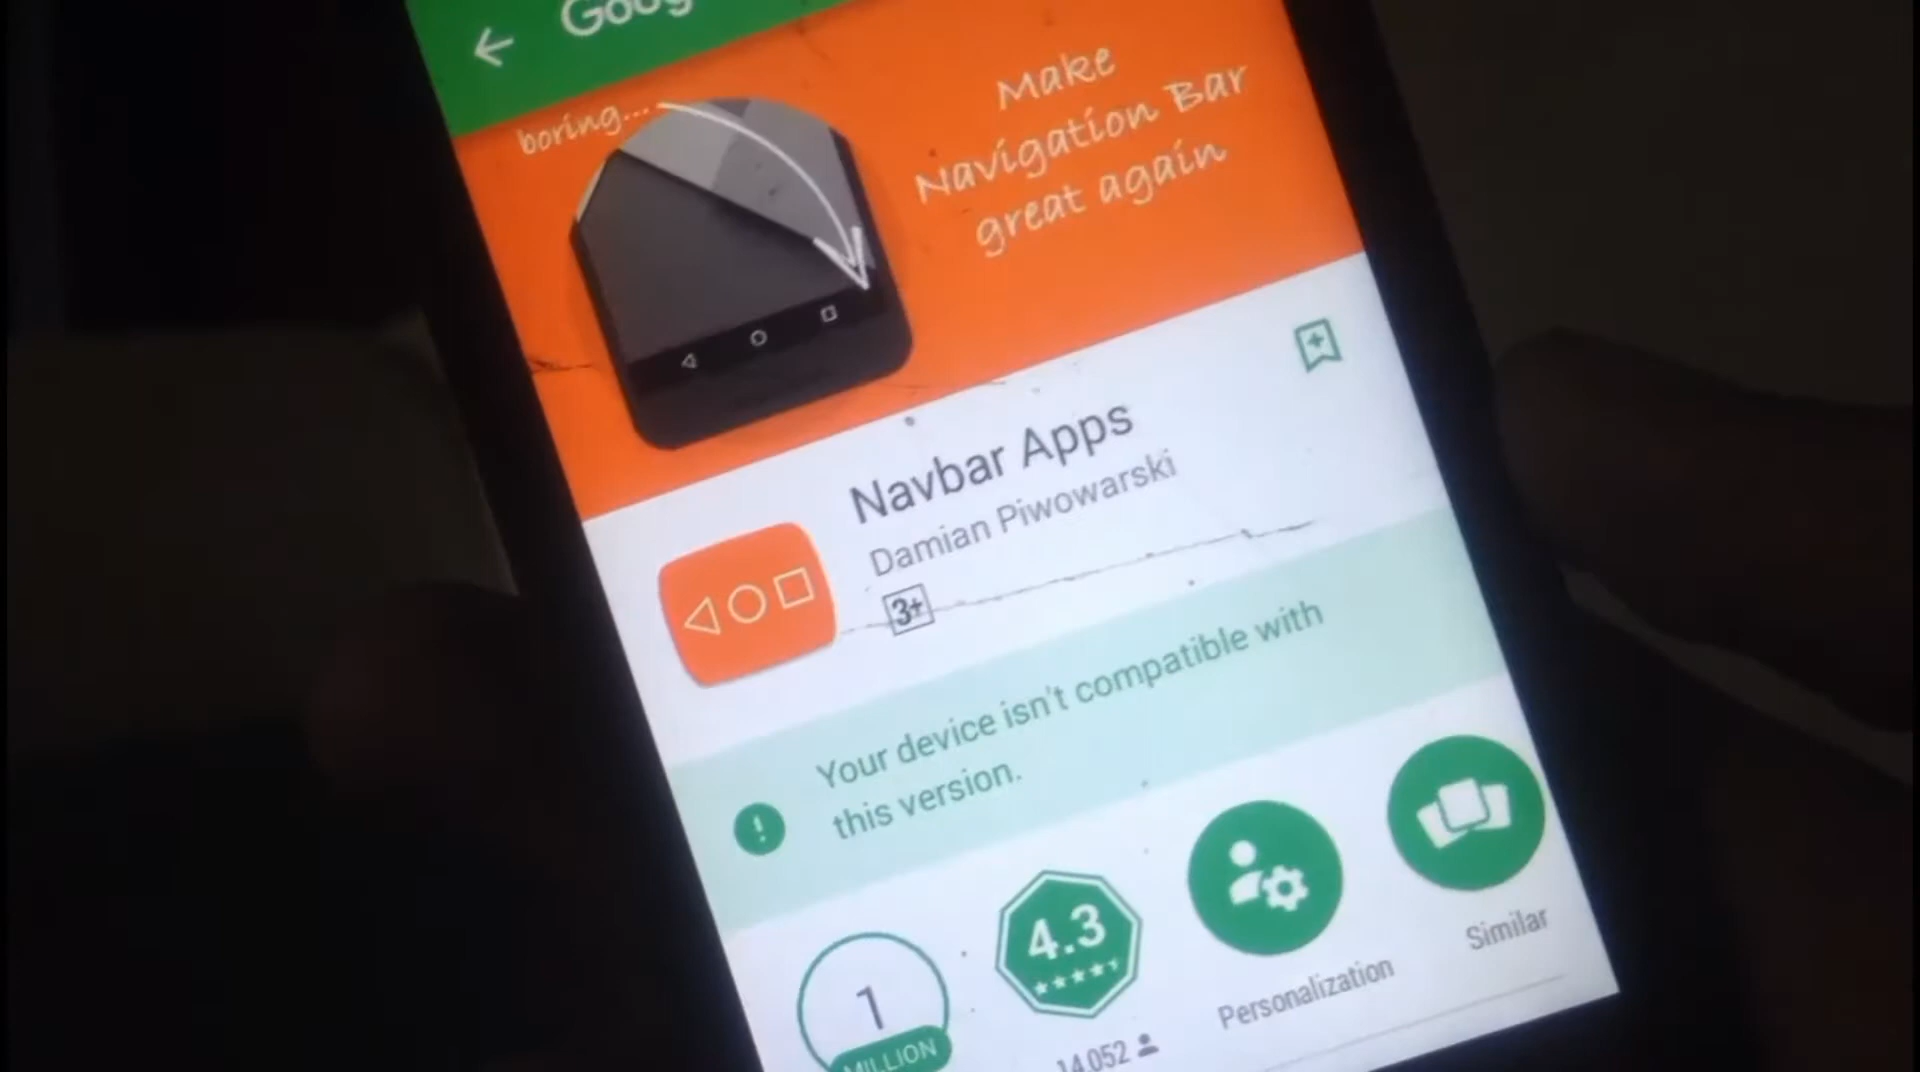 boring...
Make
Navigation Bar
great again
Navbar Apps
Damian Piwowarski
3+
Your device isn't compatible with
this version.
1
MILLION
4.3
14,052
Personalization
Similar